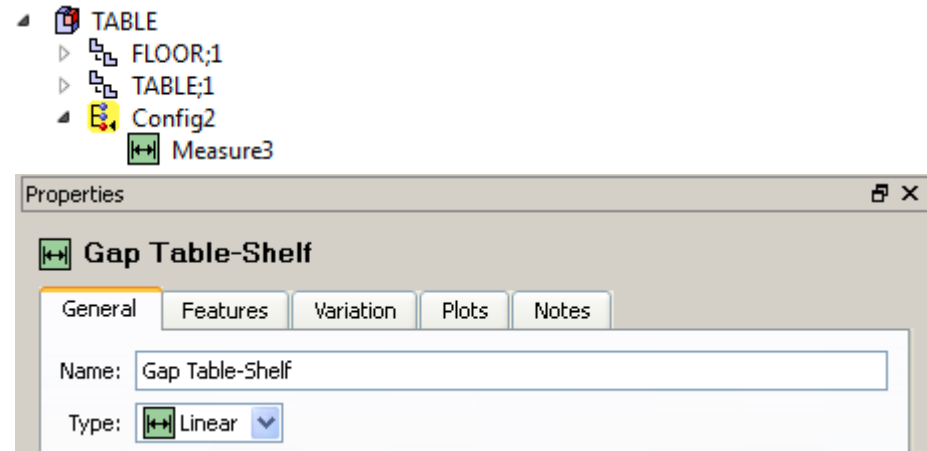 TABLE
FLOOR;1
TABLE;1
Config2
Measure3
Properties
Gap Table-Shelf
General Features Variation Plots Notes
Name: Gap Table-Shelf
Type: Linear